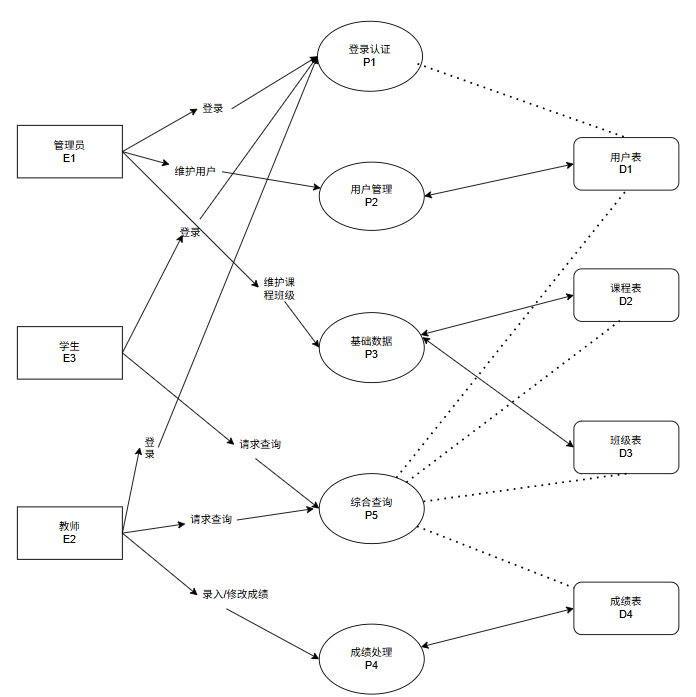 登录认证
P1
登录
管理员
E1
用户表
D1
维护用户
用户管理
P2
登录
维护课
程班级
课程表
D2
学生
E3
基础数据
P3
登
录
请求查询
班级表
D3
综合查询
P5
请求查询
教师
E2
录入/修改成绩
成绩表
D4
成绩处理
P4